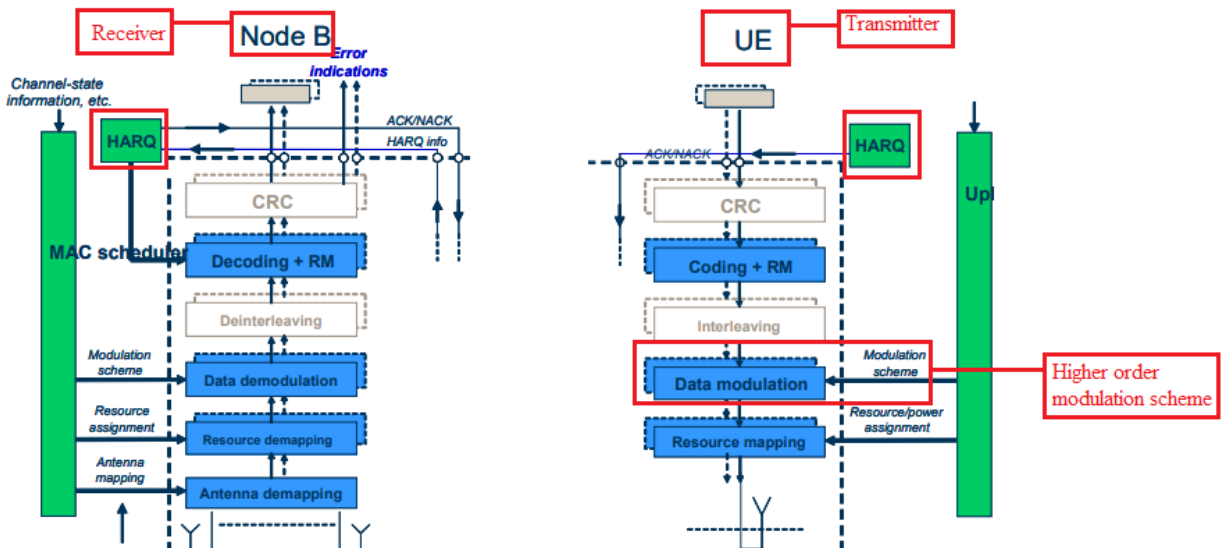 Receiver
Node B
UE
Transmitter
Error
indications
Channel-state
information, etc.
HARQ
ACK/NACK
HARQ info
ACK/NACK
HARQ
CRC
CRC
Upl
MAC scheduler
Decoding + RM
Coding + RM
Deinterleaving
Interleaving
Modulation
scheme
Data demodulation
Data modulation
Modulation
scheme
Higher order
modulation scheme
Resource
assignment
Resource demapping
Resource mapping
Resource/power
assignment
Antenna
mapping
Antenna demapping